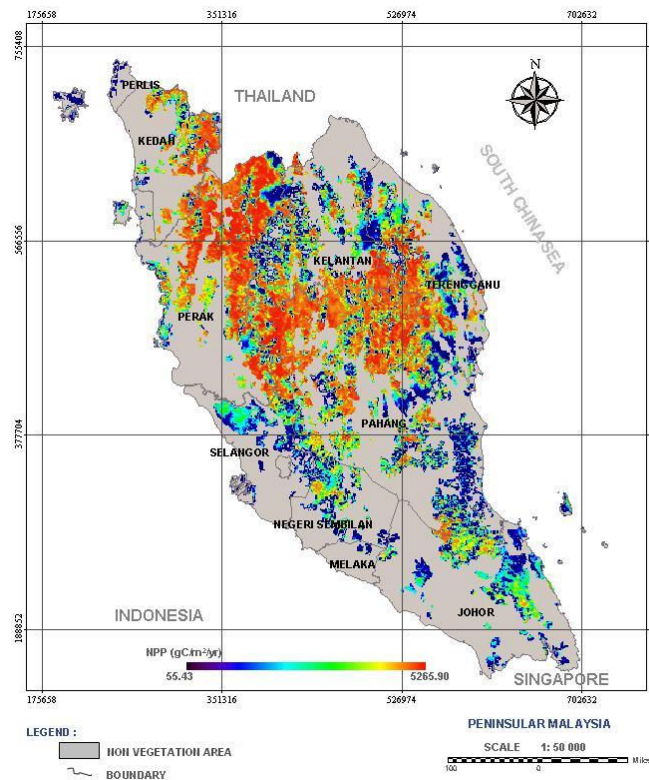 175658 351316 526974 702632
755408
N
PERLIS
THAILAND
KEDAH
SOUTH CHINA SEA
566556
KELANTAN
TERENGGANU
PERAK
PAHANG
377704
SELANGOR
NEGERI SEMBILAN
MELAKA
INDONESIA
JOHOR
188852
NPP (gC/m²/yr)
55.43 5265.90
SINGAPORE
175658 351316 526974 702632
LEGEND :
NON VEGETATION AREA
BOUNDARY
PENINSULAR MALAYSIA
SCALE 1: 50 000
100 0 Miles